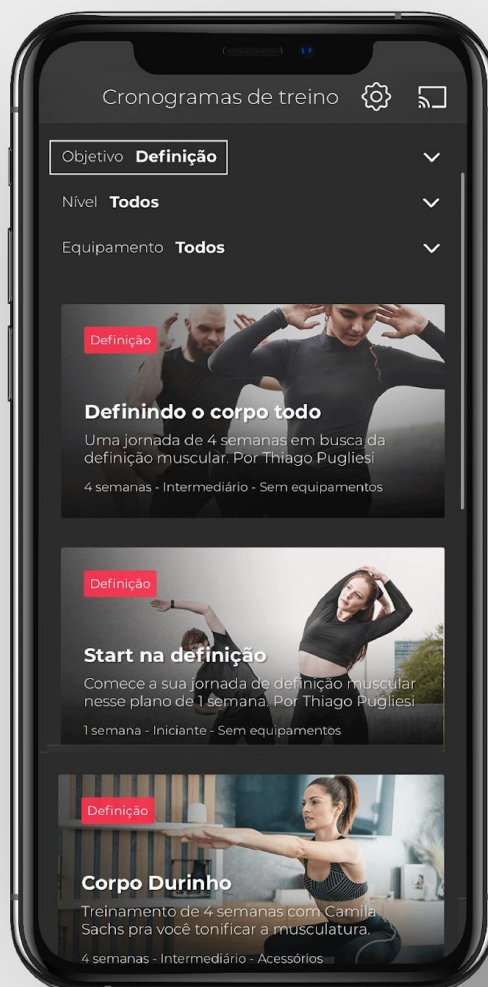 Cronogramas de treino
Objetivo Definição
Nível Todos
Equipamento Todos
Definição
Definindo o corpo todo
Uma jornada de 4 semanas em busca da
definição muscular. Por Thiago Pugliesi
4 semanas - Intermediário - Sem equipamentos
Definição
Start na definição
Comece a sua jornada de definição muscular
nesse plano de 1 semana. Por Thiago Pugliesi
1 semana - Iniciante - Sem equipamentos
Definição
Corpo Durinho
Treinamento de 4 semanas com Camila
Sachs pra você tonificar a musculatura.
4 semanas - Intermediário - Acessórios